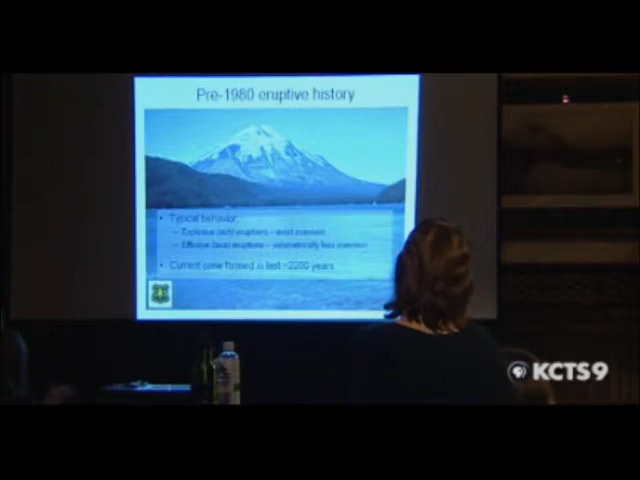 Pre-1980 eruptive history
• Typical behavior:
– Explosive (ash) eruptions – most common
– Effusive (lava) eruptions – volumetrically less common
• Current cone formed in last ~2200 years
KCTS9